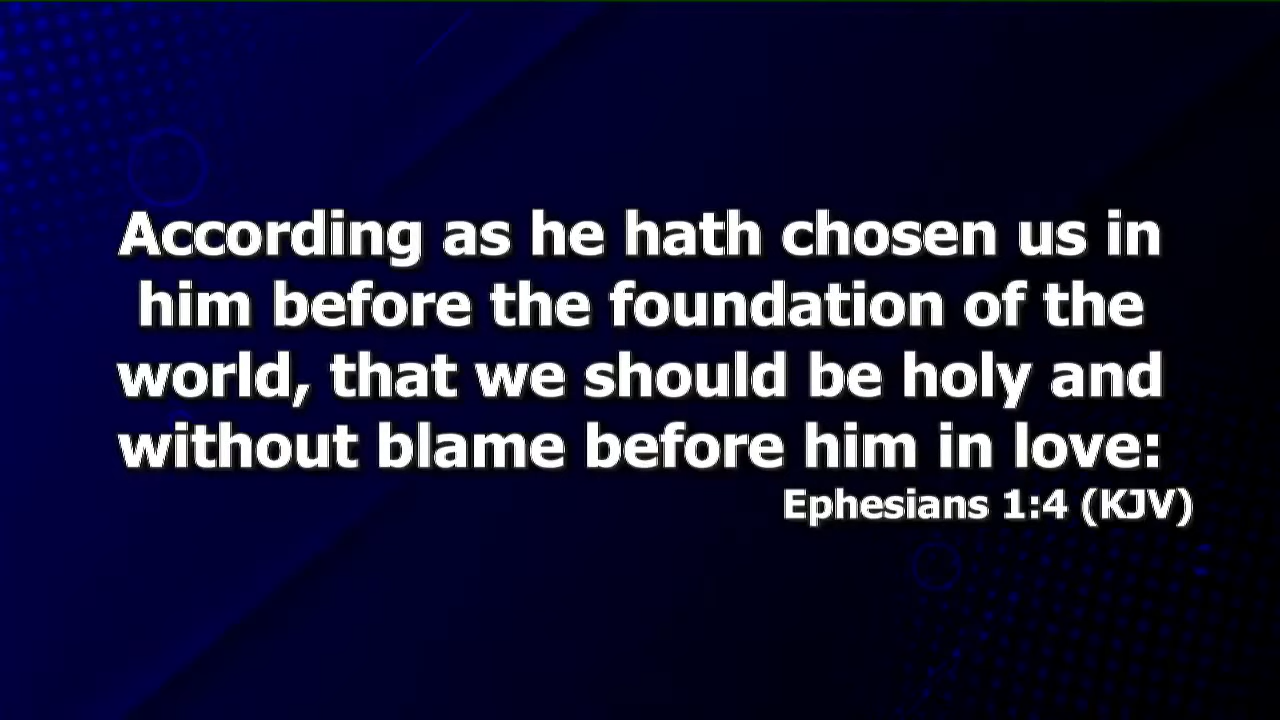 According as he hath chosen us in
him before the foundation of the
world, that we should be holy and
without blame before him in love:
Ephesians 1:4 (KJV)